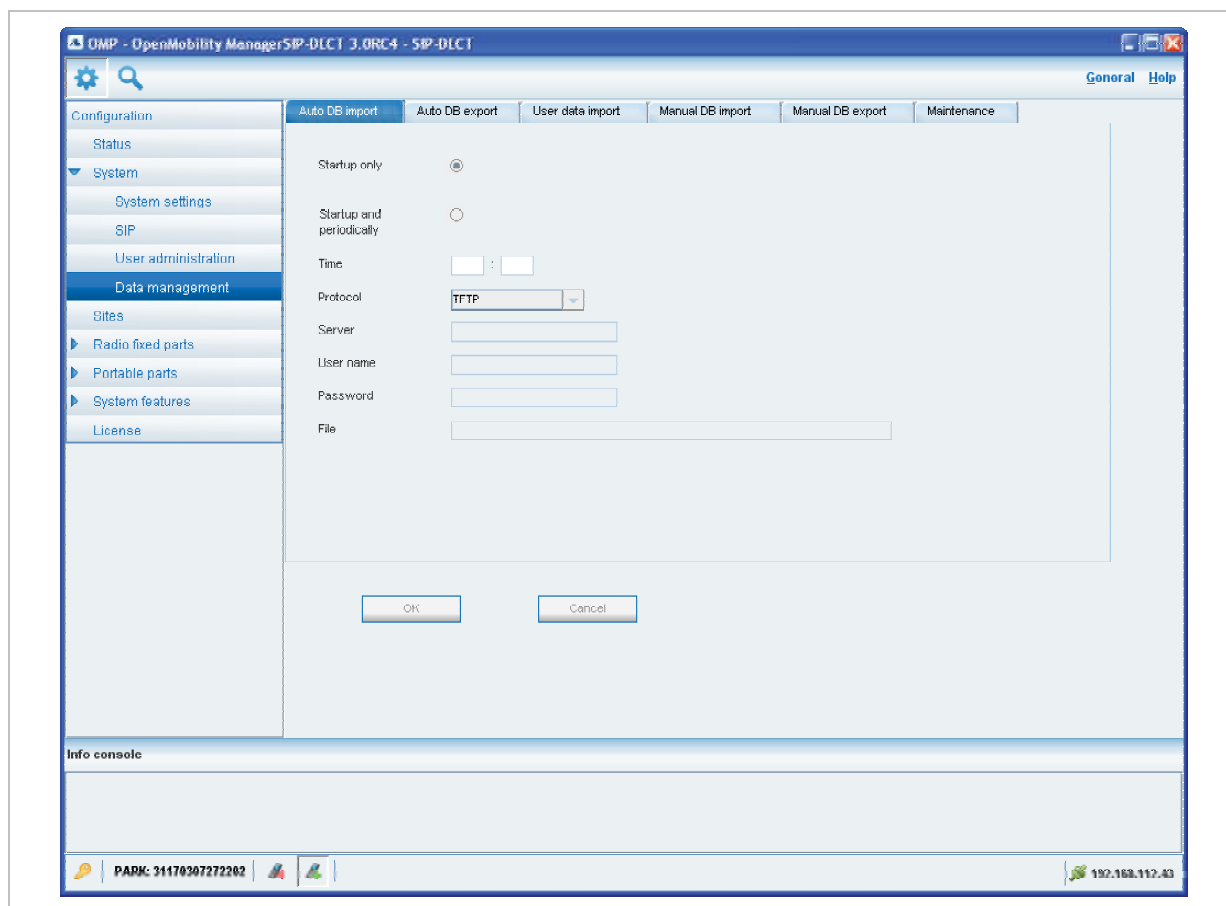 OMP - OpenMobility ManagerSIP-DECT 3.0RC4 - SIP-DECT
General Help
Configuration
Status
System
System settings
SIP
User administration
Data management
Sites
Radio fixed parts
Portable parts
System features
License
Auto DB import
Auto DB export
User data import
Manual DB import
Manual DB export
Maintenance
Startup only
Startup and
periodically
Time :
Protocol TFTP
Server
User name
Password
File
OK Cancel
Info console
PARK: 31170307272202
192.168.112.43